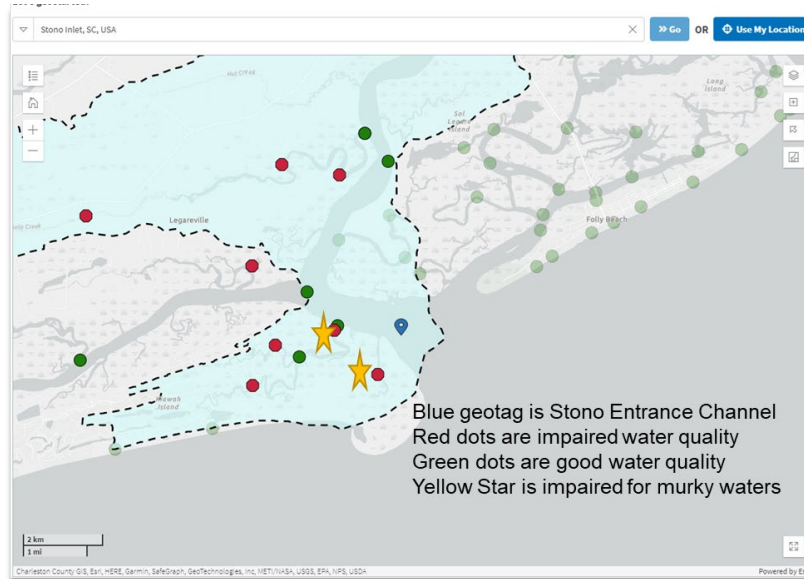 Stono Inlet, SC, USA
Go
OR
Use My Location
Hut Creek
Long Island
Sol Legare Island
Legareville
Folly Beach
Kiawah Island
Blue geotag is Stono Entrance Channel
Red dots are impaired water quality
Green dots are good water quality
Yellow Star is impaired for murky waters
2 km
1 mi
Charleston County GIS, Esri, HERE, Garmin, SafeGraph, GeoTechnologies, Inc, METI/NASA, USGS, EPA, NPS, USDA
Powered by Es